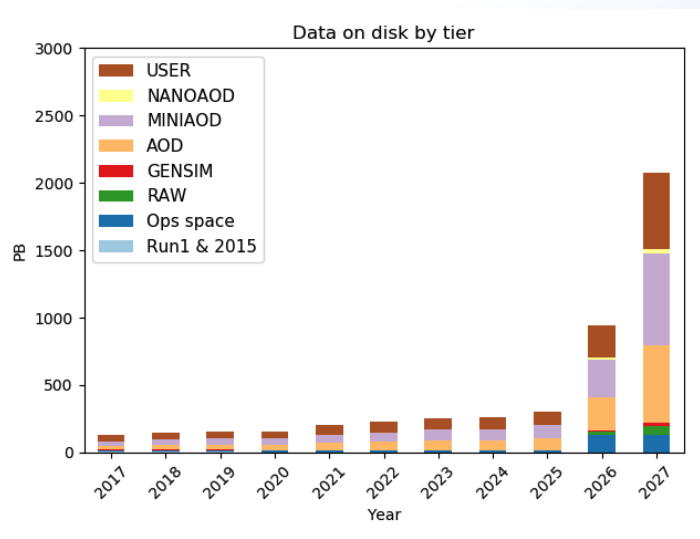 Data on disk by tier
3000
2500
2000
1500
1000
500
0
PB
USER
NANOAOD
MINIAOD
AOD
GENSIM
RAW
Ops space
Run1 & 2015
2017
2018
2019
2020
2021
2022
2023
2024
2025
2026
2027
Year